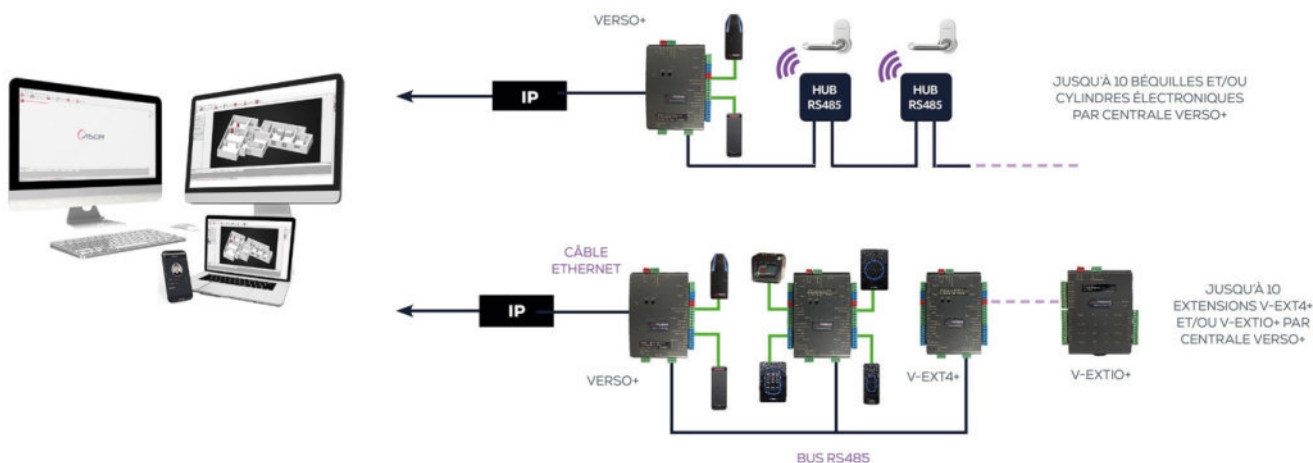 VERSO+
IP
HUB
RS485
HUB
RS485
JUSQU'À 10 BÉQUILLES ET/OU
CYLINDRES ÉLECTRONIQUES
PAR CENTRALE VERSO+
CÂBLE
ETHERNET
IP
VERSO+
V-EXT4+
V-EXTIO+
JUSQU'À 10
EXTENSIONS V-EXT4+
ET/OU V-EXTIO+ PAR
CENTRALE VERSO+
BUS RS485